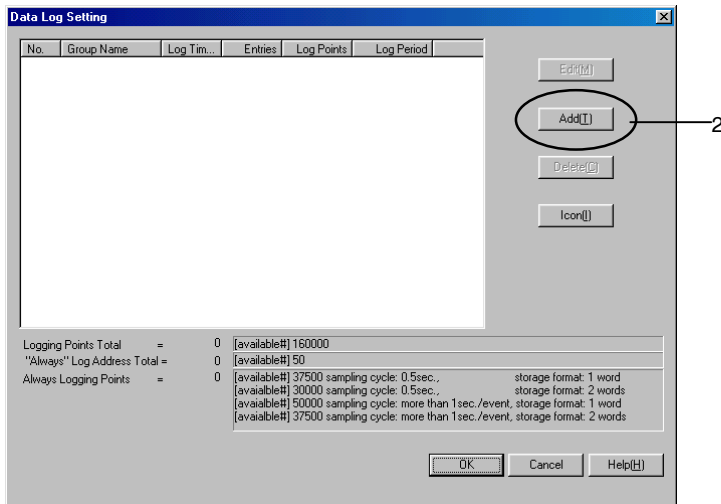 Data Log Setting
No. Group Name Log Tim... Entries Log Points Log Period
Edit(M)
Add(T)
2
Delete(C)
Icon(I)
Logging Points Total = 0 [available#] 160000
"Always" Log Address Total = 0 [available#] 50
Always Logging Points = 0 [available#] 37500 sampling cycle: 0.5sec., storage format: 1 word
[avaialble#] 30000 sampling cycle: 0.5sec., storage format: 2 words
[avaialble#] 50000 sampling cycle: more than 1sec./event, storage format: 1 word
[available#] 37500 sampling cycle: more than 1sec./event, storage format: 2 words
OK Cancel Help(H)